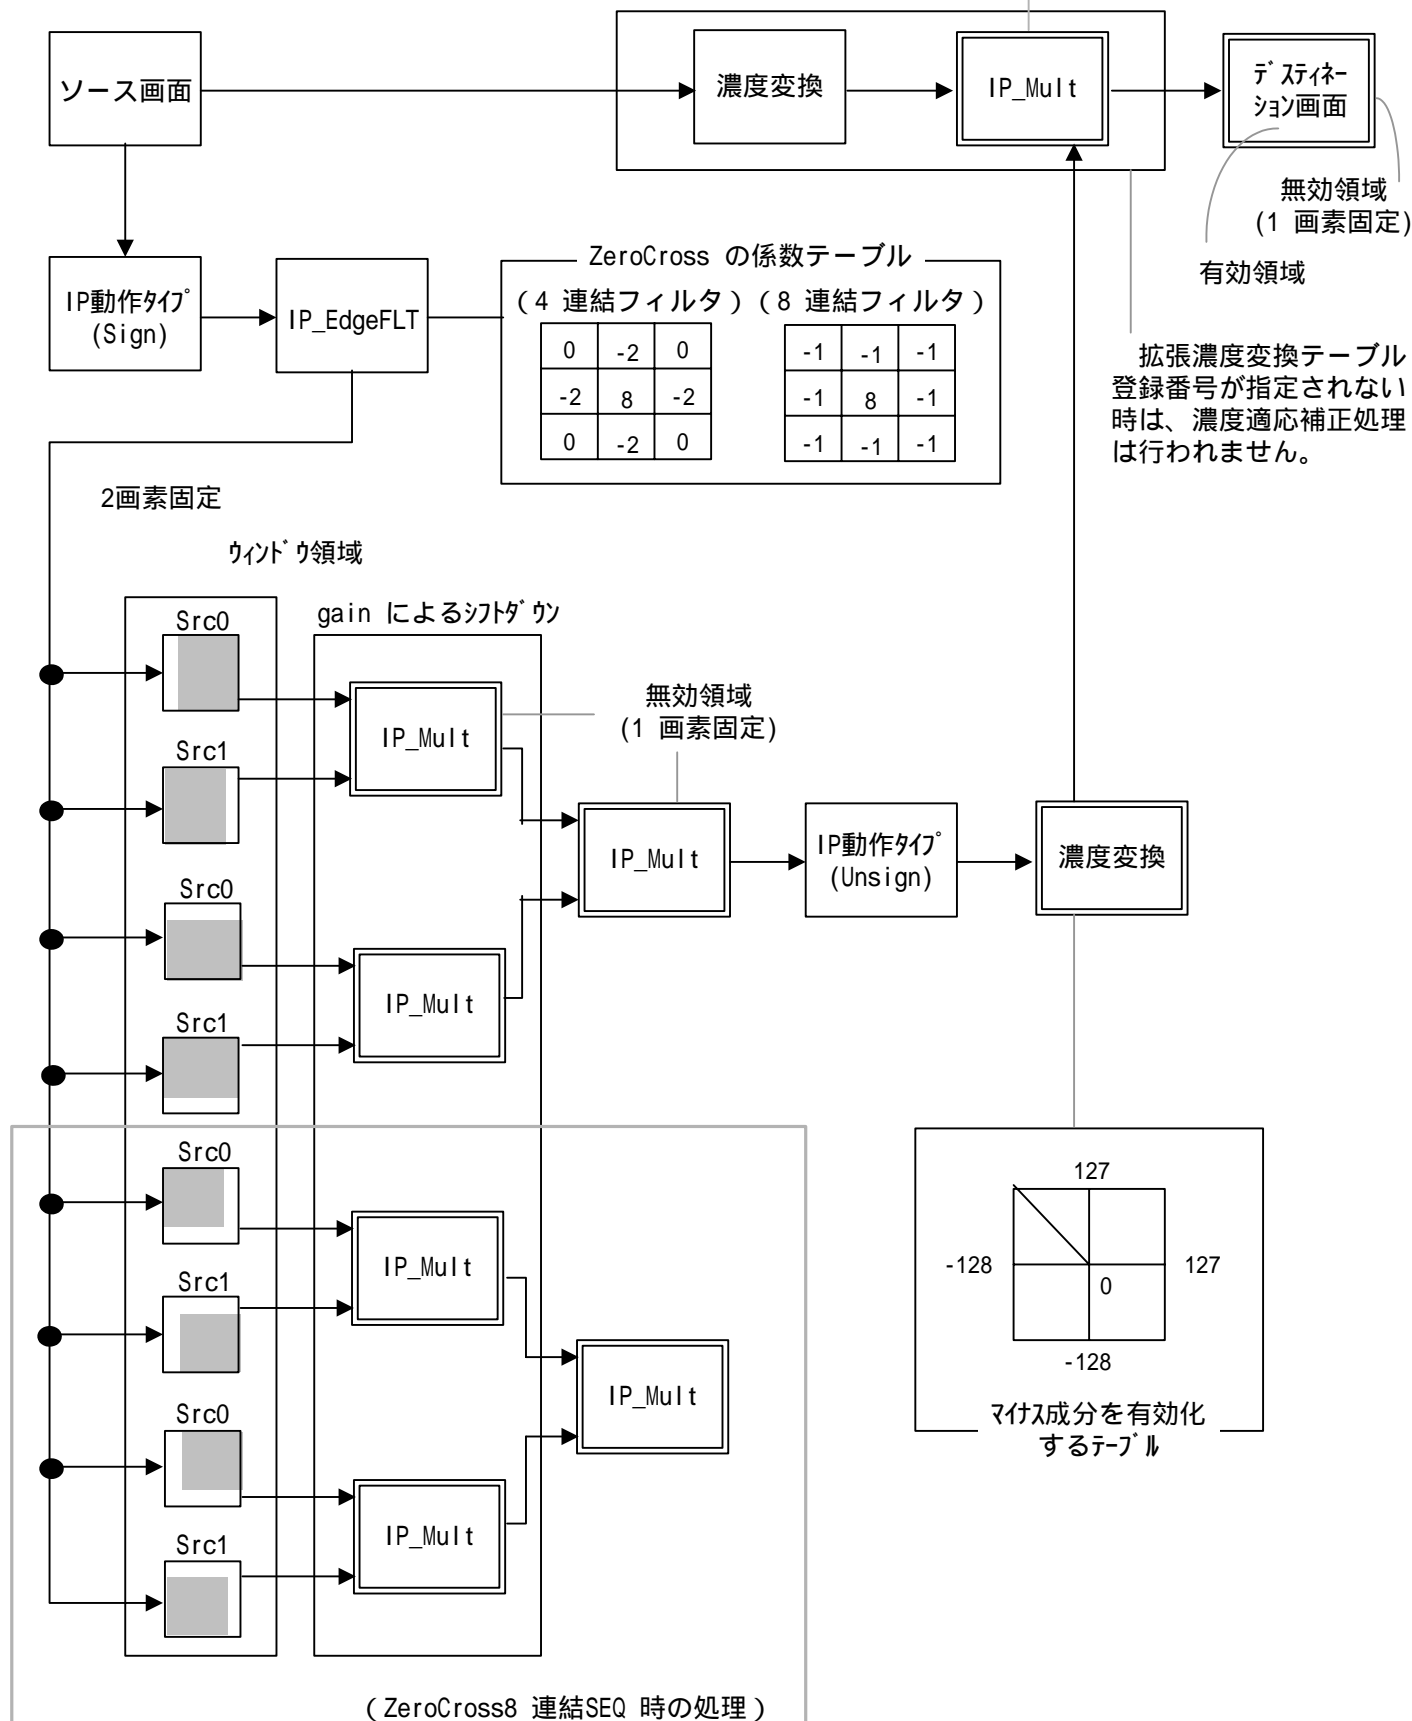 ソース画面
濃度変換
IP_Mult
ﾃﾞｽﾃｨﾈｰ
ｼｮﾝ画面
無効領域
(1 画素固定)
有効領域
IP動作ﾀｲﾌﾟ
(Sign)
IP_EdgeFLT
ZeroCross の係数テーブル
(4 連結フィルタ) (8 連結フィルタ)
0 -2 0
-2 8 -2
0 -2 0
-1 -1 -1
-1 8 -1
-1 -1 -1
拡張濃度変換テーブル
登録番号が指定されない
時は、濃度適応補正処理
は行われません。
2画素固定
ｳｨﾝﾄﾞｳ領域
gain によるｼﾌﾄﾀﾞｳﾝ
Src0
Src1
Src0
Src1
IP_Mult
IP_Mult
無効領域
(1 画素固定)
IP_Mult
IP動作ﾀｲﾌﾟ
(Unsign)
濃度変換
Src0
Src1
Src0
Src1
IP_Mult
IP_Mult
IP_Mult
127
-128
127
0
-128
ﾏｲﾅｽ成分を有効化
するﾃｰﾌﾞﾙ
(ZeroCross8 連結SEQ 時の処理)